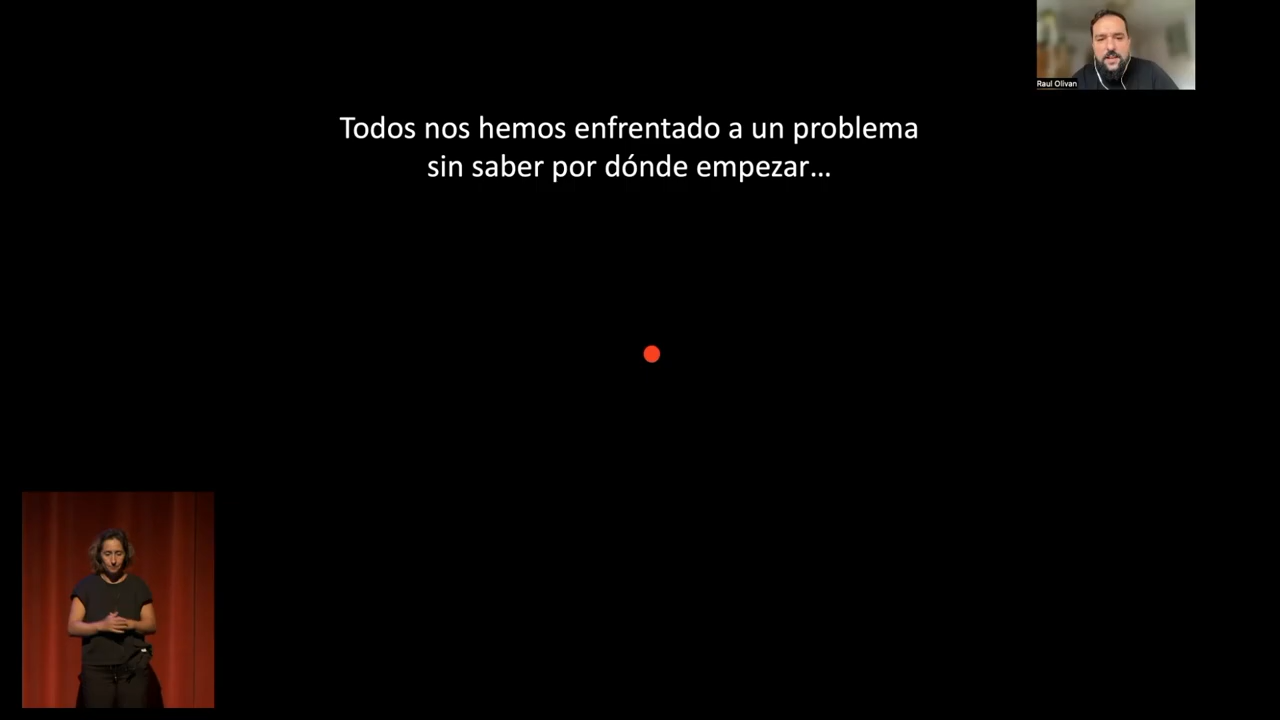 Raul Olivan
Todos nos hemos enfrentado a un problema
sin saber por dónde empezar...